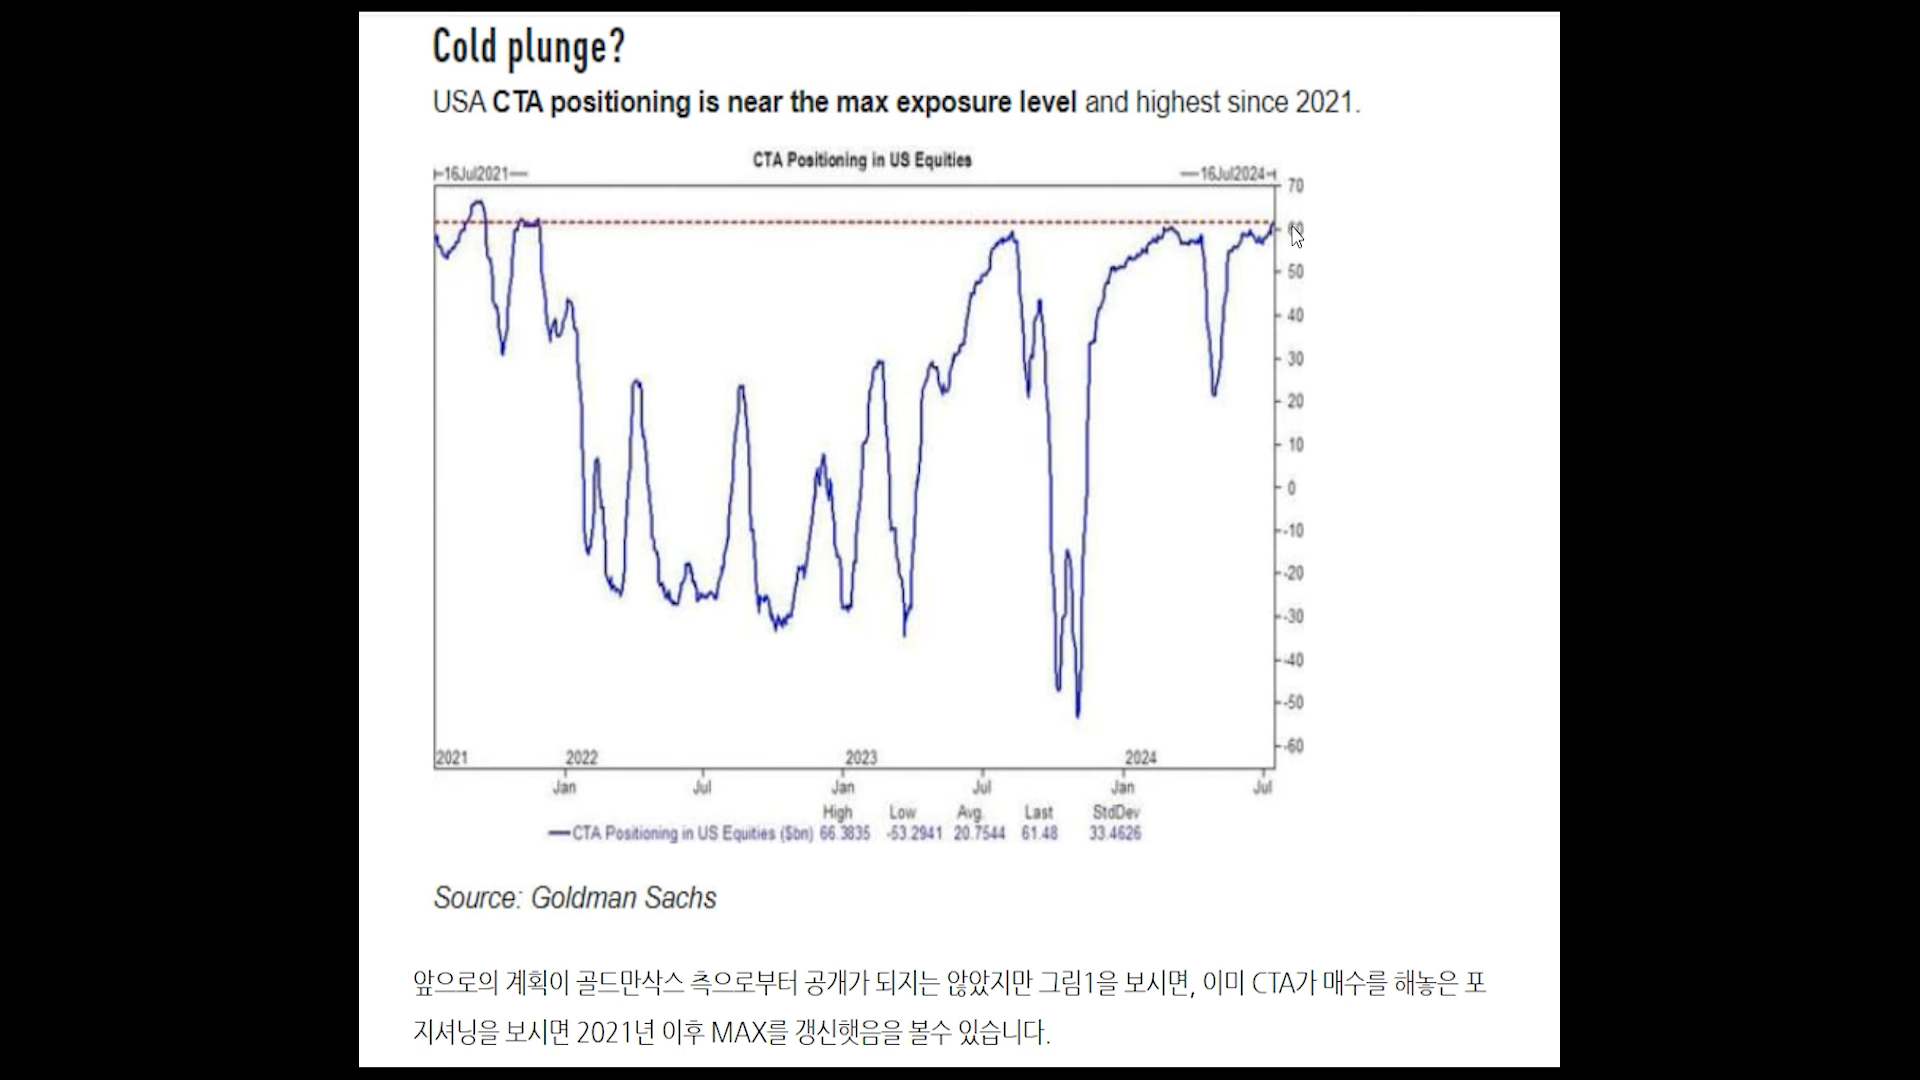 Cold plunge?
USA CTA positioning is near the max exposure level and highest since 2021.
CTA Positioning in US Equities
16Jul2021
16Jul2024
70
60
50
40
30
20
10
0
-10
-20
-30
-40
-50
-60
2021 2022 2023 2024
Jan Jul Jan Jul Jan Jul
High Low Avg. Last StdDev
CTA Positioning in US Equities ($bn) 66.3835 -53.2941 20.7544 61.48 33.4626
Source: Goldman Sachs
앞으로의 계획이 골드만삭스 측으로부터 공개가 되지는 않았지만 그림1을 보시면, 이미 CTA가 매수를 해놓은 포
지셔닝을 보시면 2021년 이후 MAX를 갱신햇음을 볼수 있습니다.